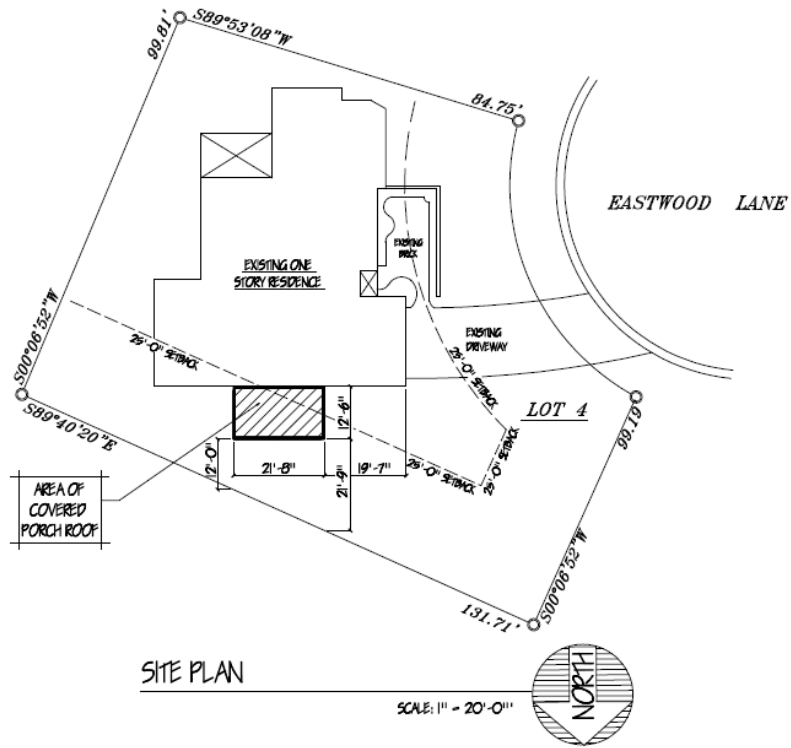 S89°53'08"W
99.81'
84.75'
EASTWOOD LANE
EXISTING
BRICK
EXISTING ONE
STORY RESIDENCE
S00°06'52"W
25'-0" SETBACK
EXISTING
DRIVEWAY
25'-0" SETBACK
S89°40'20"E
LOT 4
99.19
12'-6"
12'-0"
21'-8"
19'-7"
21'-9"
25'-0" SETBACK
25'-0" SETBACK
AREA OF
COVERED
PORCH ROOF
S00°06'52"W
131.71'
SITE PLAN
SCALE: 1" = 20'-0"
NORTH